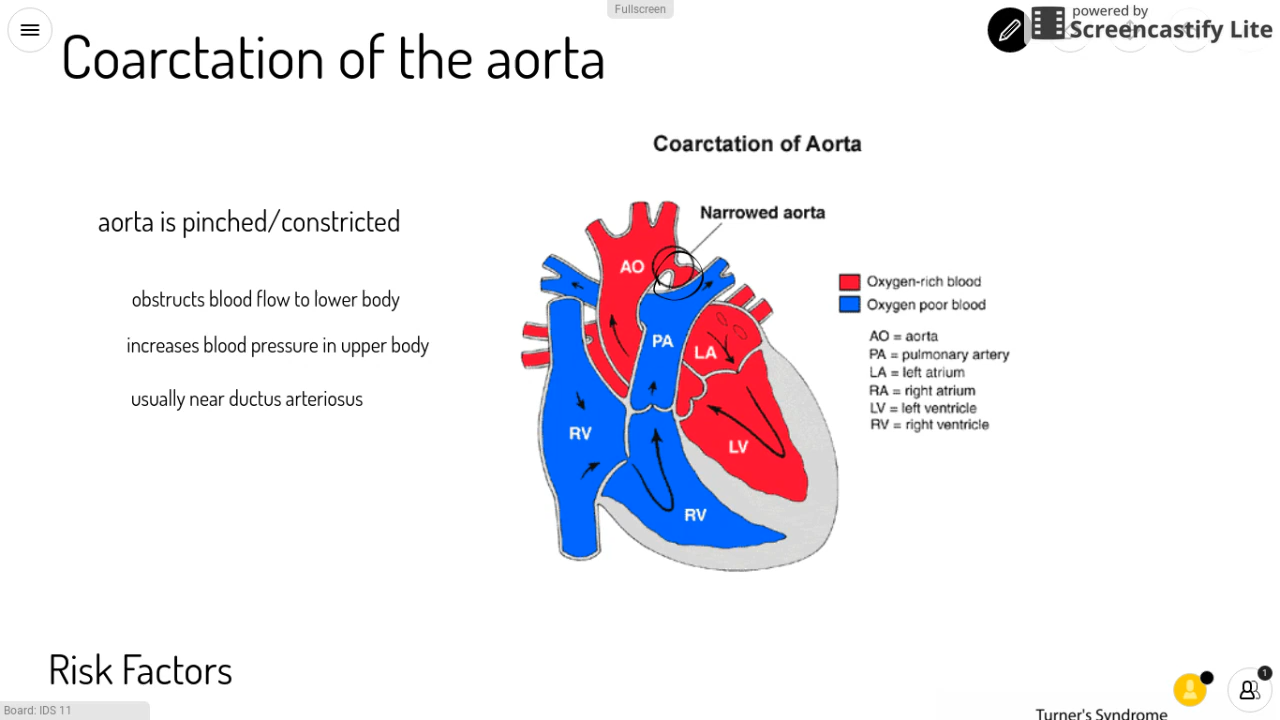 Fullscreen
powered by
Screencastify Lite
Coarctation of the aorta
Coarctation of Aorta
aorta is pinched/constricted
obstructs blood flow to lower body
increases blood pressure in upper body
usually near ductus arteriosus
Narrowed aorta
AO
PA
LA
RV
LV
RV
Oxygen-rich blood
Oxygen poor blood
AO = aorta
PA = pulmonary artery
LA = left atrium
RA = right atrium
LV = left ventricle
RV = right ventricle
Risk Factors
1
Board: IDS 11
Turner's Syndrome